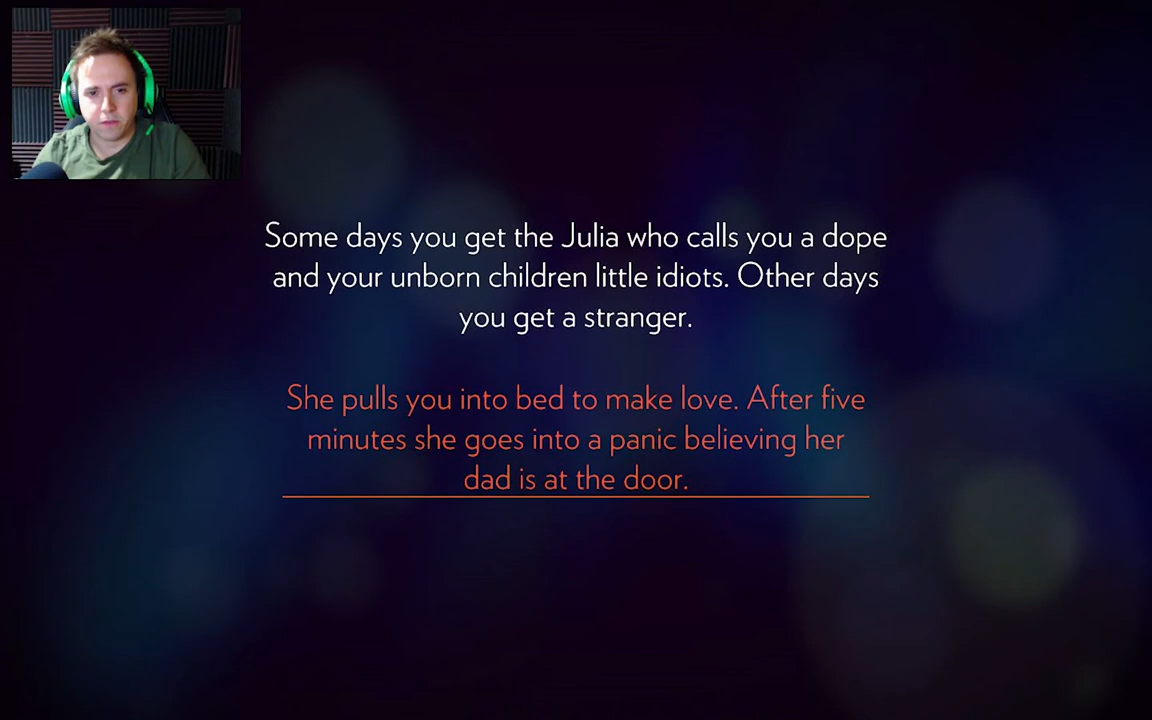 Some days you get the Julia who calls you a dope
and your unborn children little idiots. Other days
you get a stranger.
She pulls you into bed to make love. After five
minutes she goes into a panic believing her
dad is at the door.